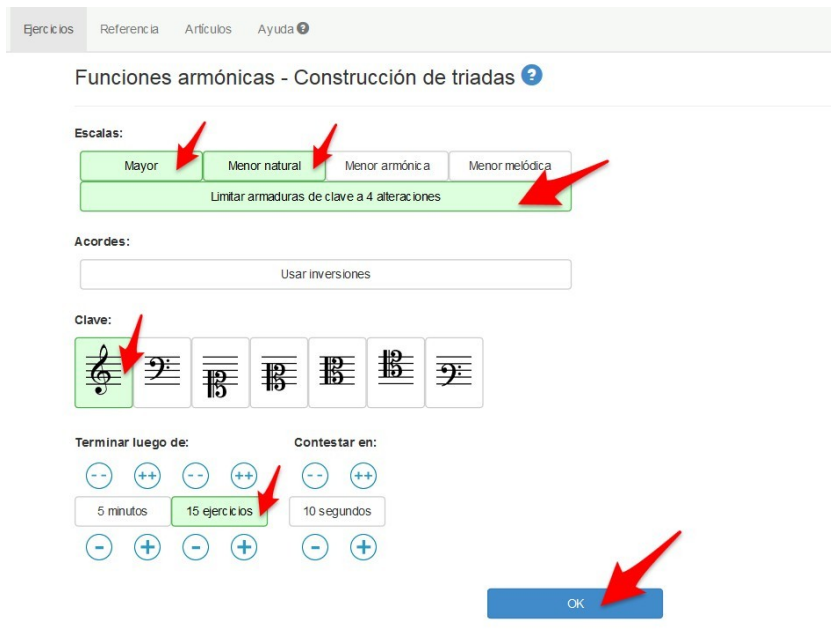 Ejercicios Referencia Artículos Ayuda ?
Funciones armónicas - Construcción de triadas ?
Escalas:
Mayor Menor natural Menor armónica Menor melódica
Limitar armaduras de clave a 4 alteraciones
Acordes:
Usar inversiones
Clave:
Terminar luego de: Contestar en:
-- ++ -- ++ -- ++
5 minutos 15 ejercicios 10 segundos
- + - + - +
OK